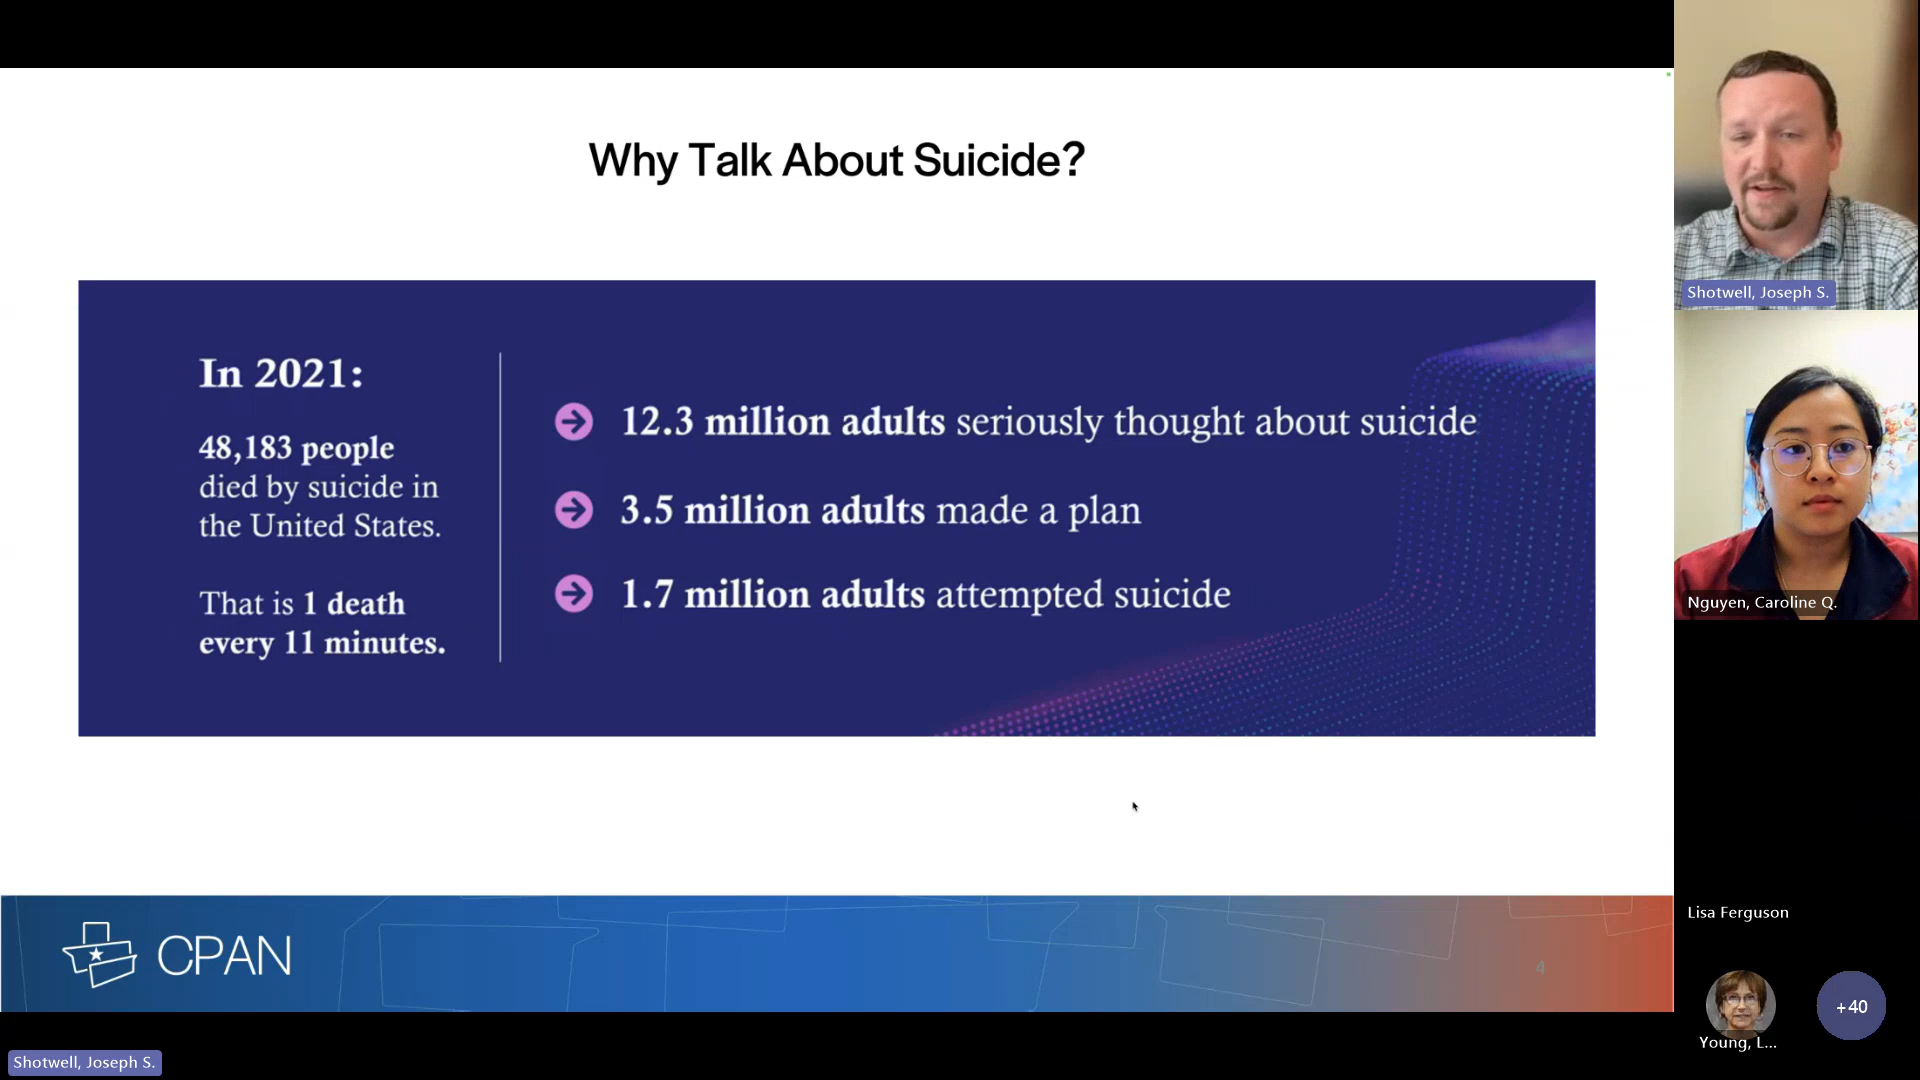 Why Talk About Suicide?
In 2021:
48,183 people
died by suicide in
the United States.
That is 1 death
every 11 minutes.
12.3 million adults seriously thought about suicide
3.5 million adults made a plan
1.7 million adults attempted suicide
CPAN
4
Shotwell, Joseph S.
Shotwell, Joseph S.
Nguyen, Caroline Q.
Lisa Ferguson
Young, L...
+40